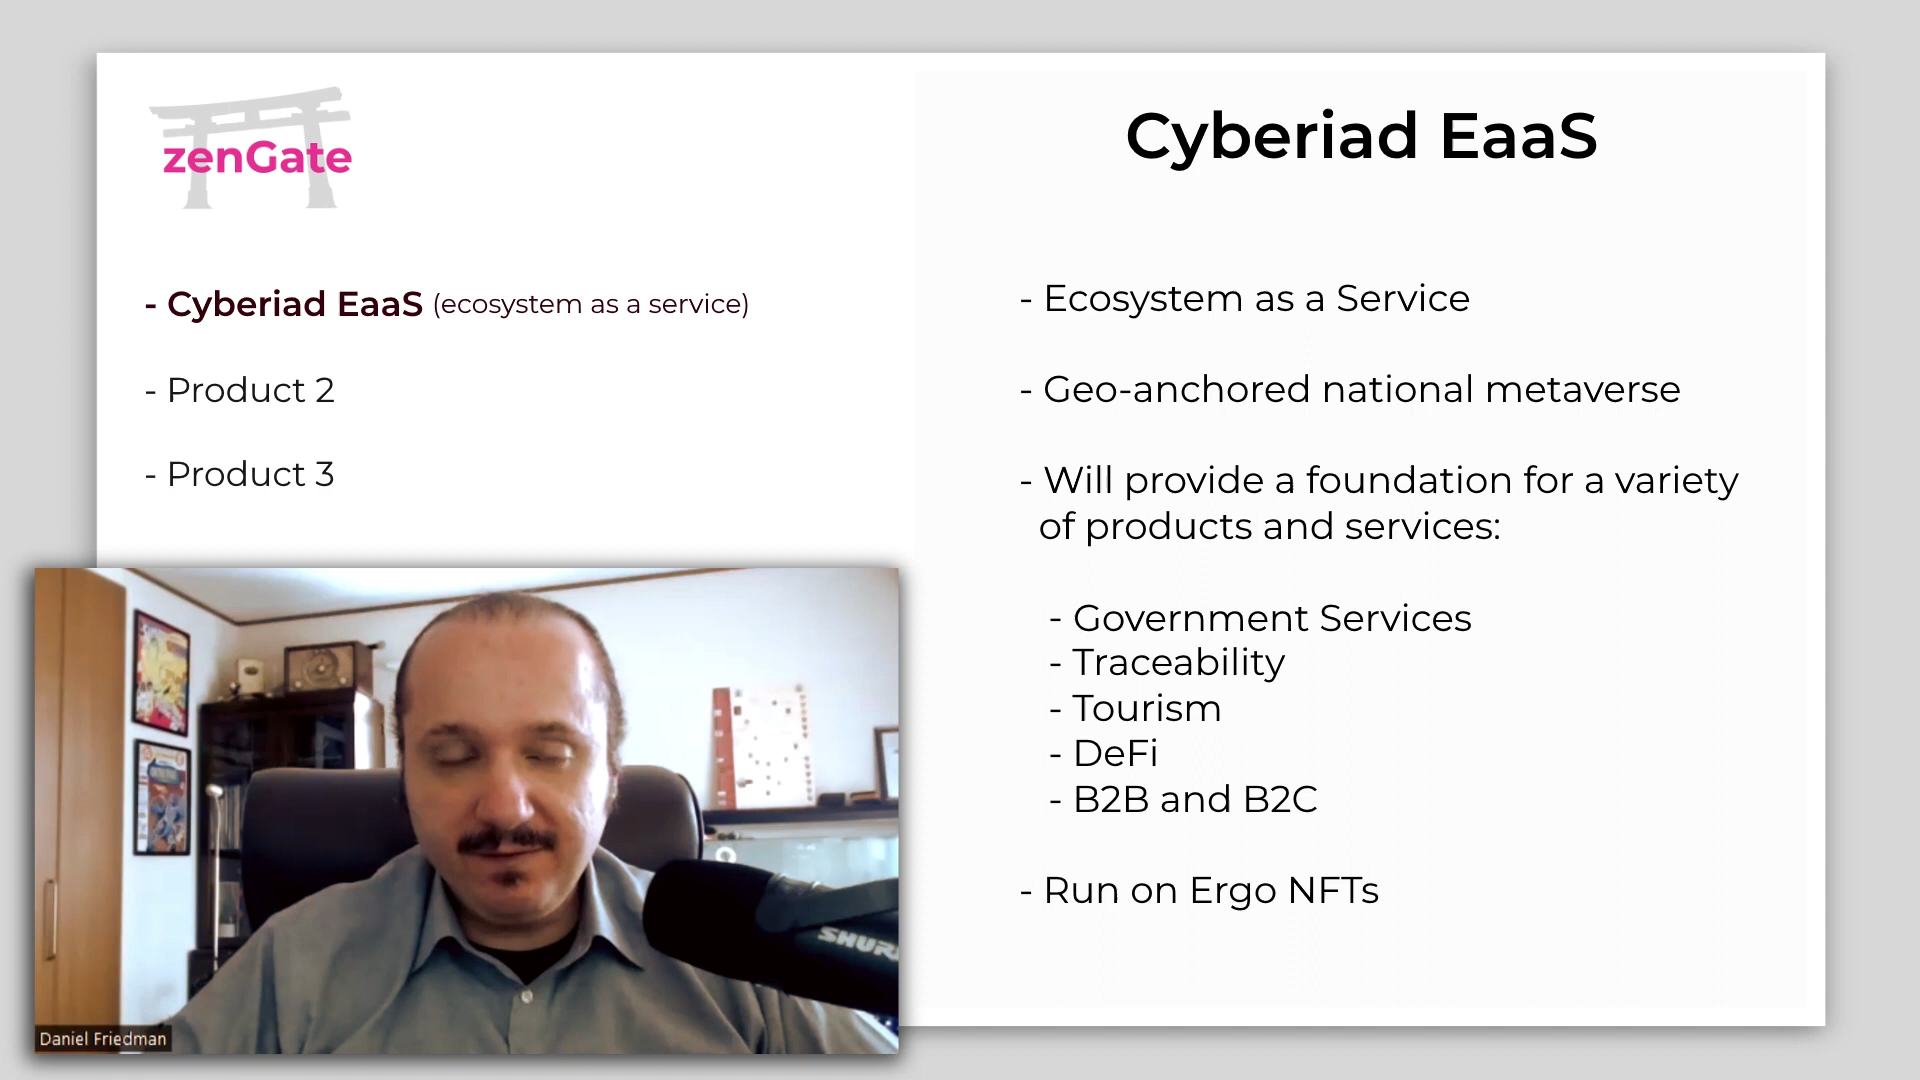 zenGate
- Cyberiad EaaS (ecosystem as a service)
- Product 2
- Product 3
Cyberiad EaaS
- Ecosystem as a Service
- Geo-anchored national metaverse
- Will provide a foundation for a variety
of products and services:
- Government Services
- Traceability
- Tourism
- DeFi
- B2B and B2C
- Run on Ergo NFTs
Daniel Friedman